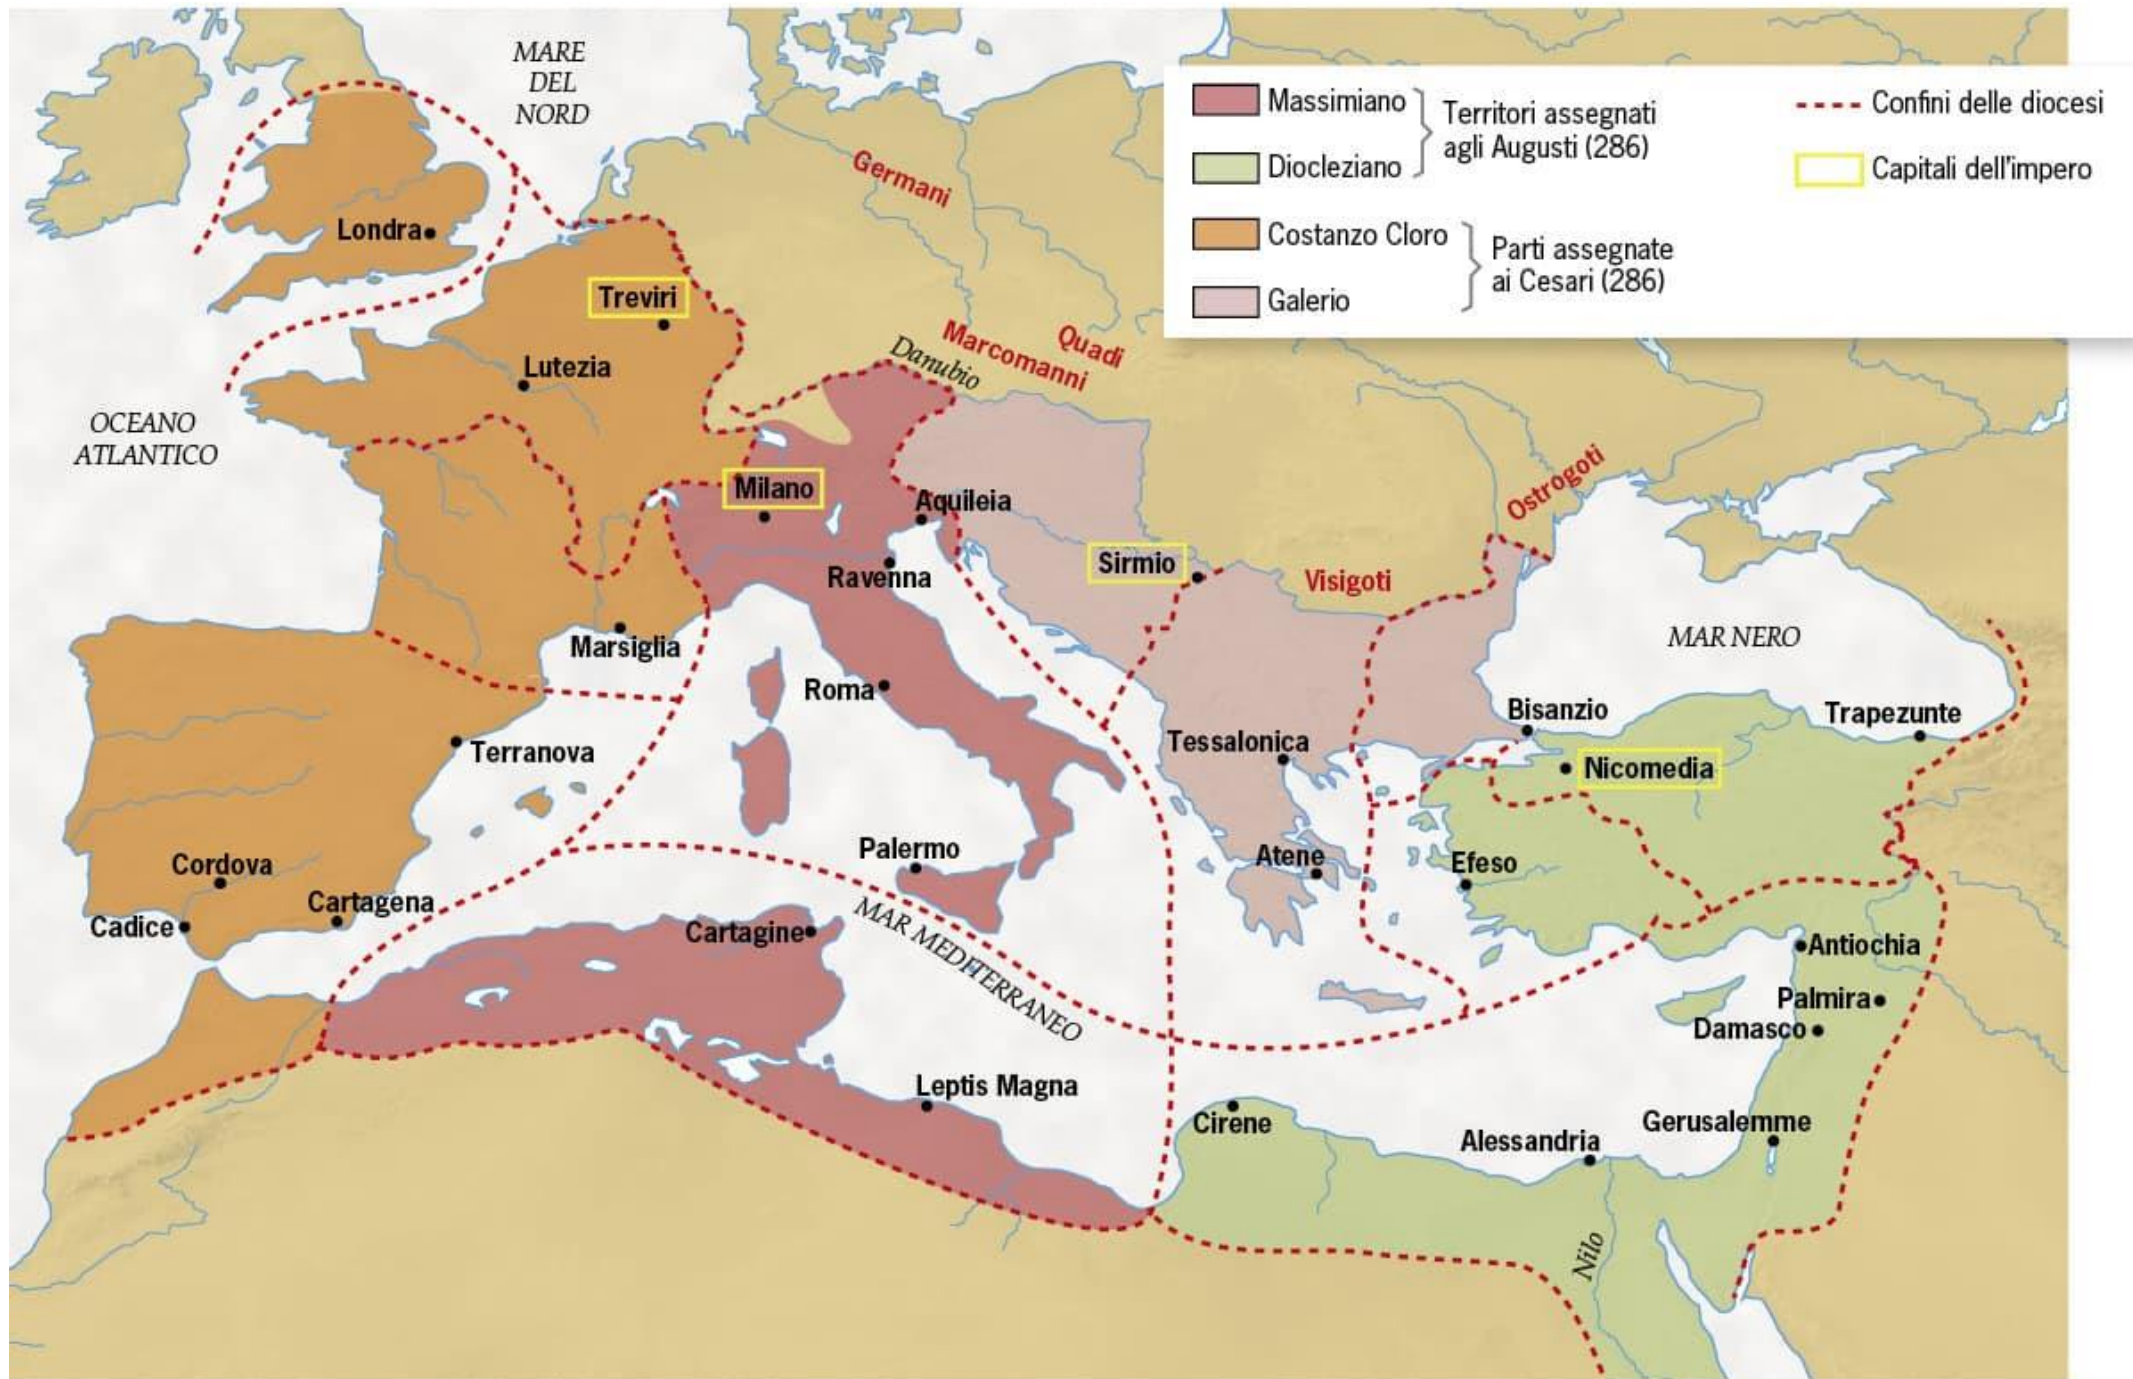 MARE
DEL
NORD
Massimiano
Diocleziano
Territori assegnati
agli Augusti (286)
Costanzo Cloro
Galerio
Parti assegnate
ai Cesari (286)
Confini delle diocesi
Capitali dell'impero
Germani
Londra
Treviri
Quadi
Marcomanni
Danubio
Lutezia
OCEANO
ATLANTICO
Milano
Aquileia
Ostrogoti
Sirmio
Ravenna
Visigoti
Marsiglia
MAR NERO
Roma
Bisanzio
Trapezunte
Terranova
Tessalonica
Nicomedia
Palermo
Atene
Efeso
Cordova
Cartagena
Cadice
Cartagine
MAR MEDITERRANEO
Antiochia
Palmira
Damasco
Leptis Magna
Cirene
Alessandria
Gerusalemme
Nilo